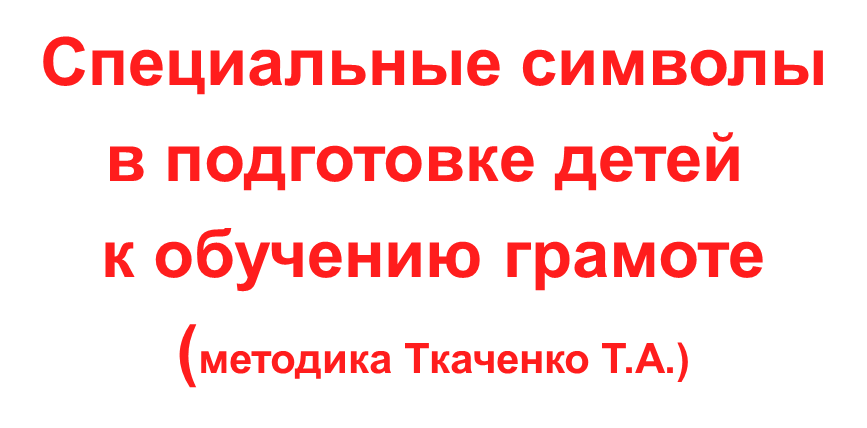 Специальные символы
в подготовке детей
к обучению грамоте
(методика Ткаченко Т.А.)